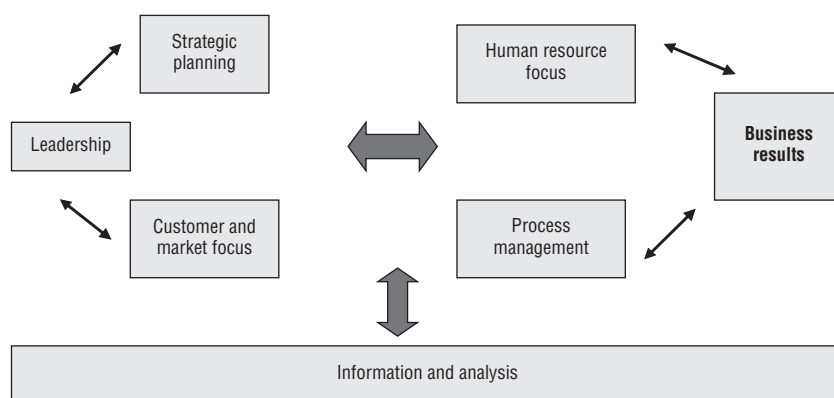 Strategic
planning
Human resource
focus
Leadership
Business
results
Customer and
market focus
Process
management
Information and analysis